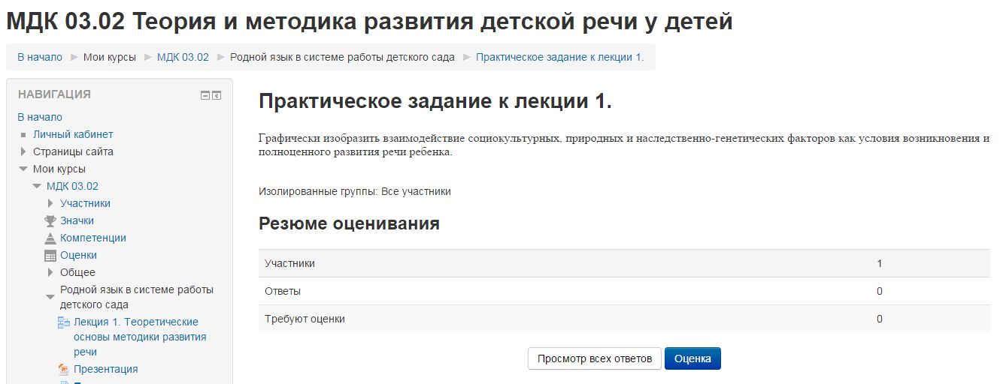 МДК 03.02 Теория и методика развития детской речи у детей
В начало ▶ Мои курсы ▶ МДК 03.02 ▶ Родной язык в системе работы детского сада ▶ Практическое задание к лекции 1.
НАВИГАЦИЯ
В начало
Личный кабинет
Страницы сайта
Мои курсы
МДК 03.02
Участники
Значки
Компетенции
Оценки
Общее
Родной язык в системе работы
детского сада
Лекция 1. Теоретические
основы методики развития
речи
Презентация
Практическое задание к лекции 1.
Графически изобразить взаимодействие социокультурных, природных и наследственно-генетических факторов как условия возникновения и
полноценного развития речи ребенка.
Изолированные группы: Все участники
Резюме оценивания
Участники 1
Ответы 0
Требуют оценки 0
Просмотр всех ответов Оценка